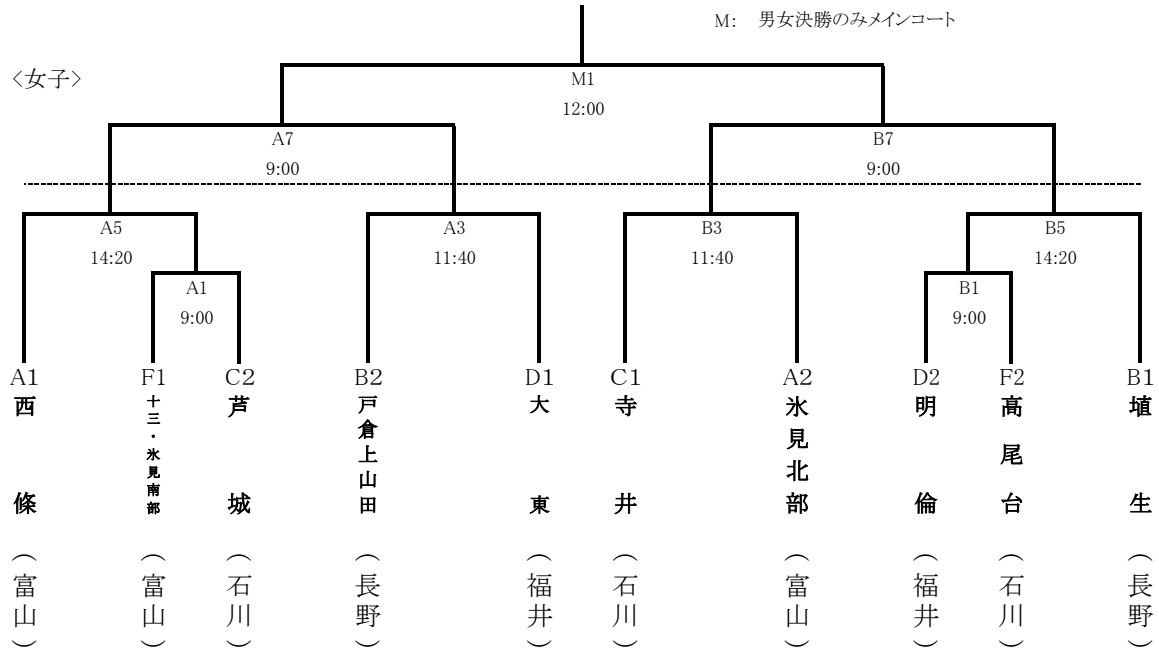 M: 男女決勝のみメインコート
<女子>
M1
12:00
A7
B7
9:00
9:00
A5
A3
B3
B5
14:20
11:40
11:40
14:20
A1
B1
9:00
9:00
A1
F1
C2
B2
D1
C1
A2
D2
F2
B1
西條
十三・氷見南部
芦城
戸倉上山田
大東
寺井
氷見北部
明倫
高尾台
埴生
(富山)
(富山)
(石川)
(長野)
(福井)
(石川)
(富山)
(福井)
(石川)
(長野)